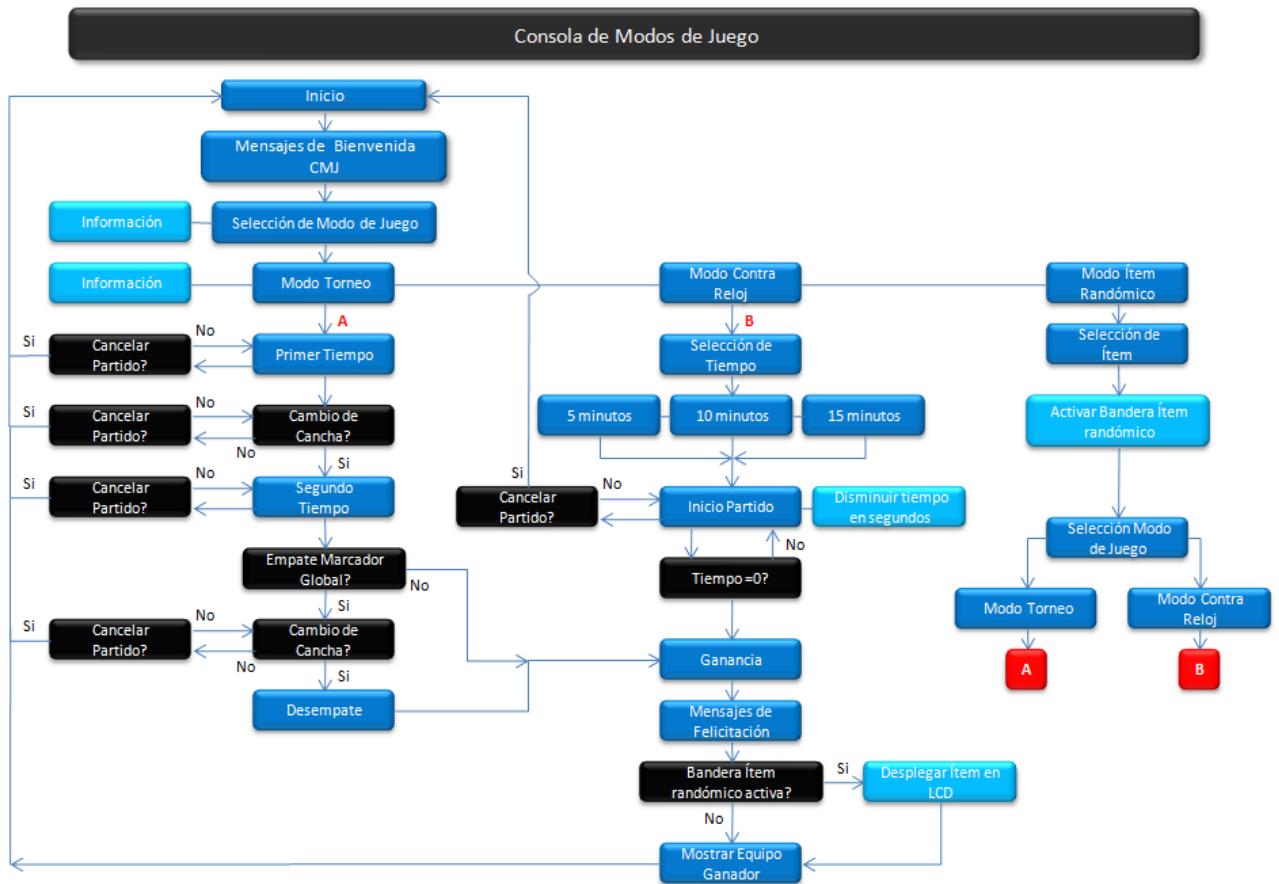 Consola de Modos de Juego
Inicio
Mensajes de Bienvenida
CMJ
Información
Selección de Modo de Juego
Información
Modo Torneo
Modo Contra
Reloj
Modo Ítem
Randómico
A
B
Si
Cancelar
Partido?
No
Primer Tiempo
Selección de
Tiempo
Selección de
Ítem
Si
Cancelar
Partido?
No
Cambio de
Cancha?
No
Si
5 minutos
10 minutos
15 minutos
Activar Bandera Ítem
randómico
Si
Cancelar
Partido?
No
Segundo
Tiempo
Si
Cancelar
Partido?
No
Inicio Partido
Disminuir tiempo
en segundos
No
Selección Modo
de Juego
Empate Marcador
Global?
No
Si
Tiempo =0?
Modo Torneo
Modo Contra
Reloj
Si
Cancelar
Partido?
No
Cambio de
Cancha?
No
Si
Ganancia
A
B
Desempate
Mensajes de
Felicitación
Bandera Ítem
randómico activa?
Si
Desplegar Ítem en
LCD
No
Mostrar Equipo
Ganador